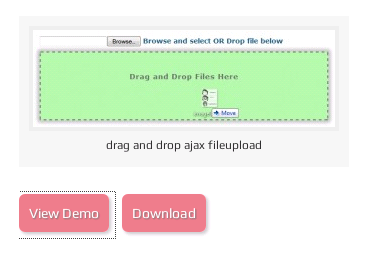 Browse.. Browse and select OR Drop file below
Drag and Drop Files Here
Move
drag and drop ajax fileupload
View Demo Download